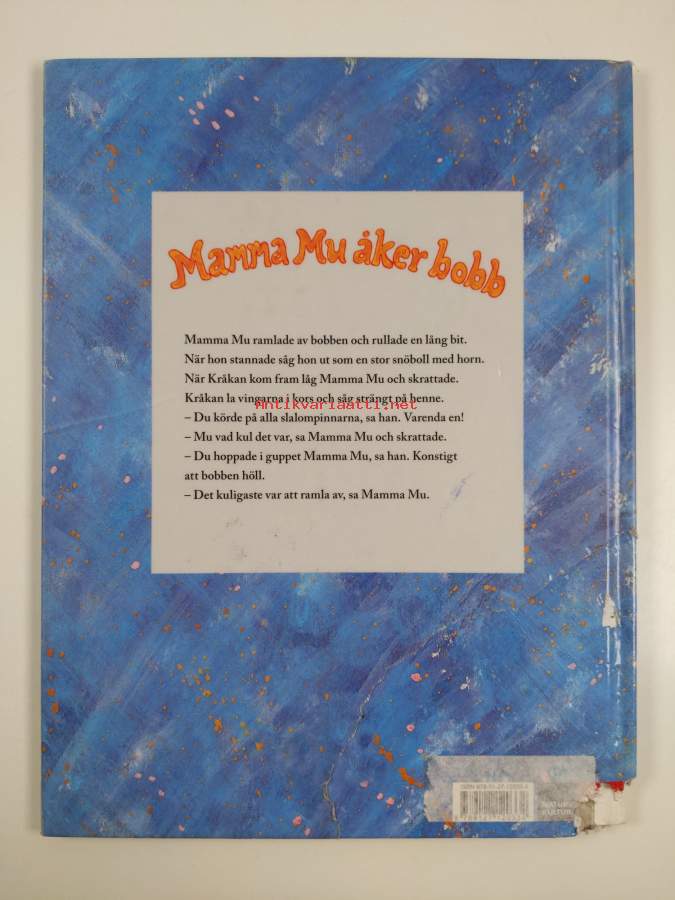 Mamma Mu åker bobb
Mamma Mu ramlade av bobben och rullade en lång bit.
När hon stannade såg hon ut som en stor snöboll med horn.
När Kråkan kom fram låg Mamma Mu och skrattade.
Kråkan la vingarna i kors och såg strängt på henne.
Antikvariaatti.net
– Du körde på alla slalompinnarna, sa han. Varenda en!
– Mu vad kul det var, sa Mamma Mu och skrattade.
– Du hoppade i guppet Mamma Mu, sa han. Konstigt
att bobben höll.
– Det kuligaste var att ramla av, sa Mamma Mu.
ISBN
NATUR
KULTUR